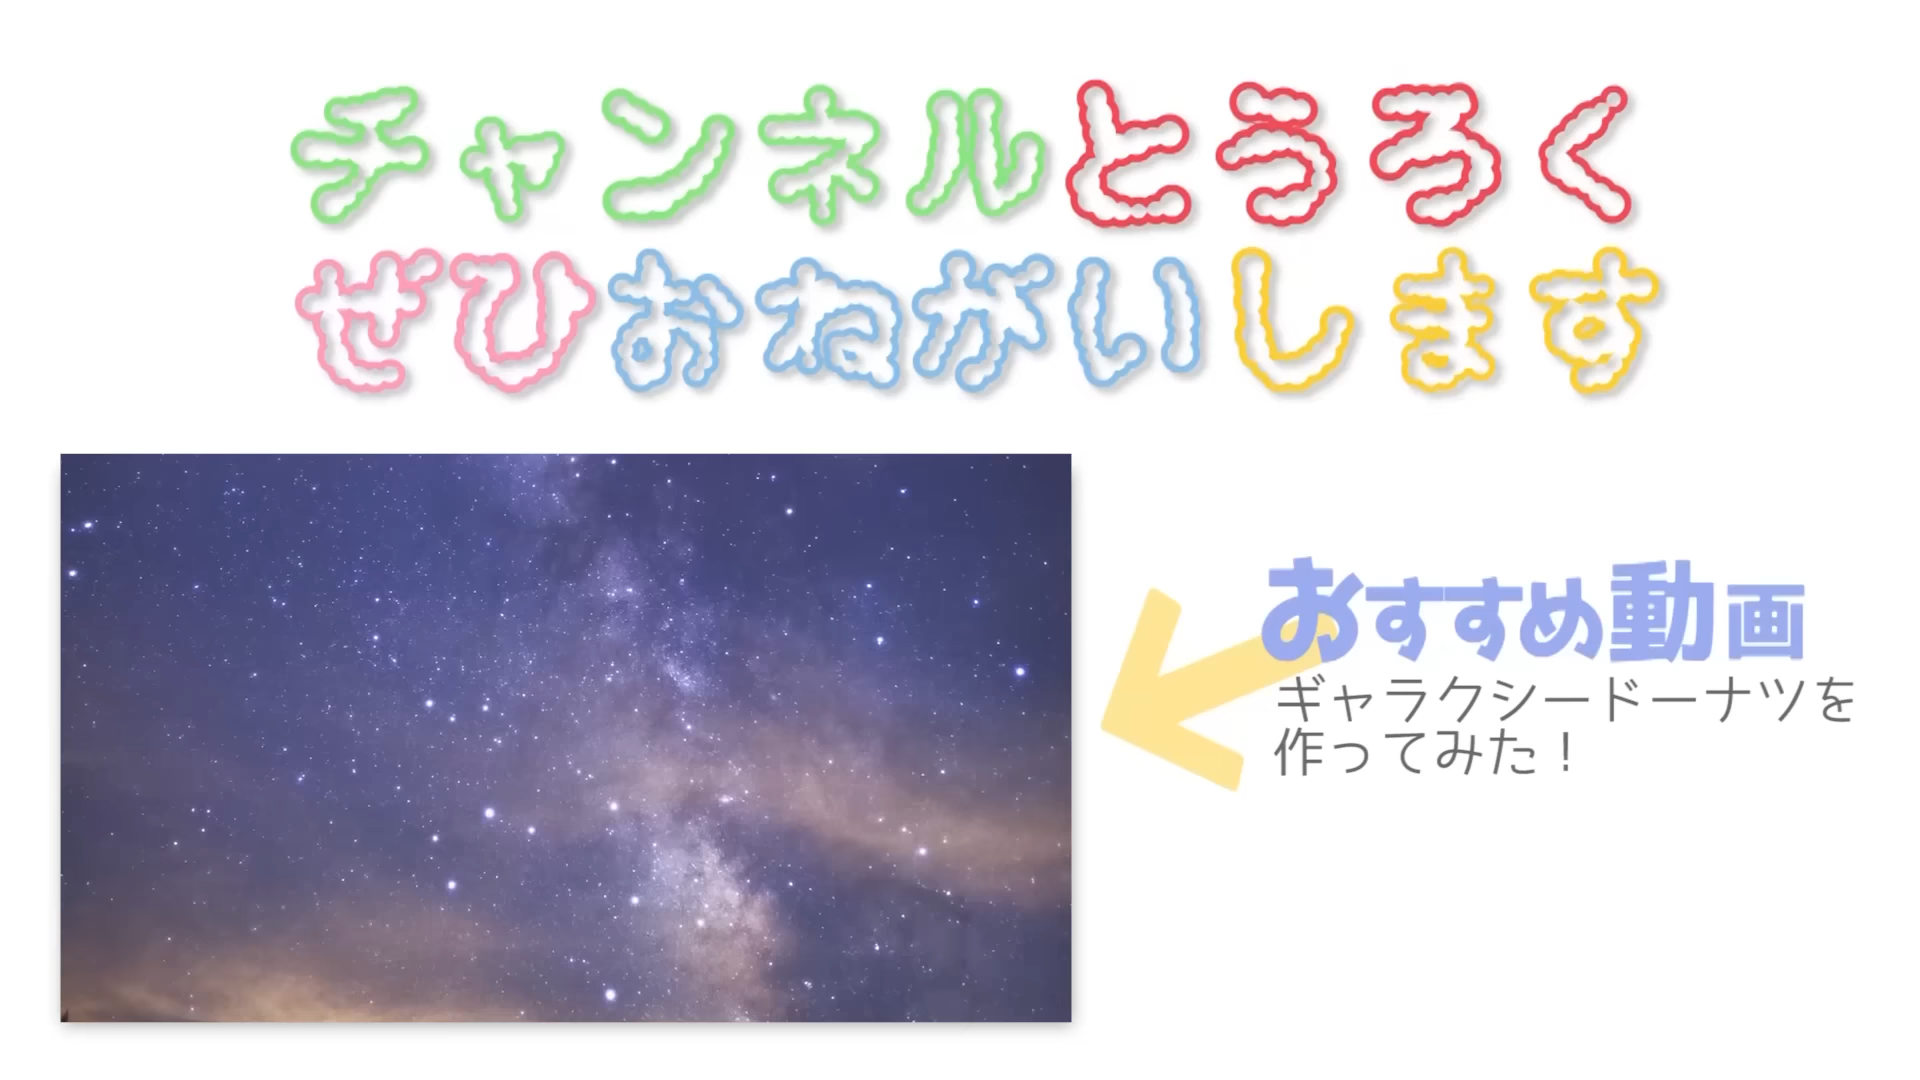 チャンネルとうろく
ぜひおねがいします
おすすめ動画
ギャラクシードーナツを
作ってみた！